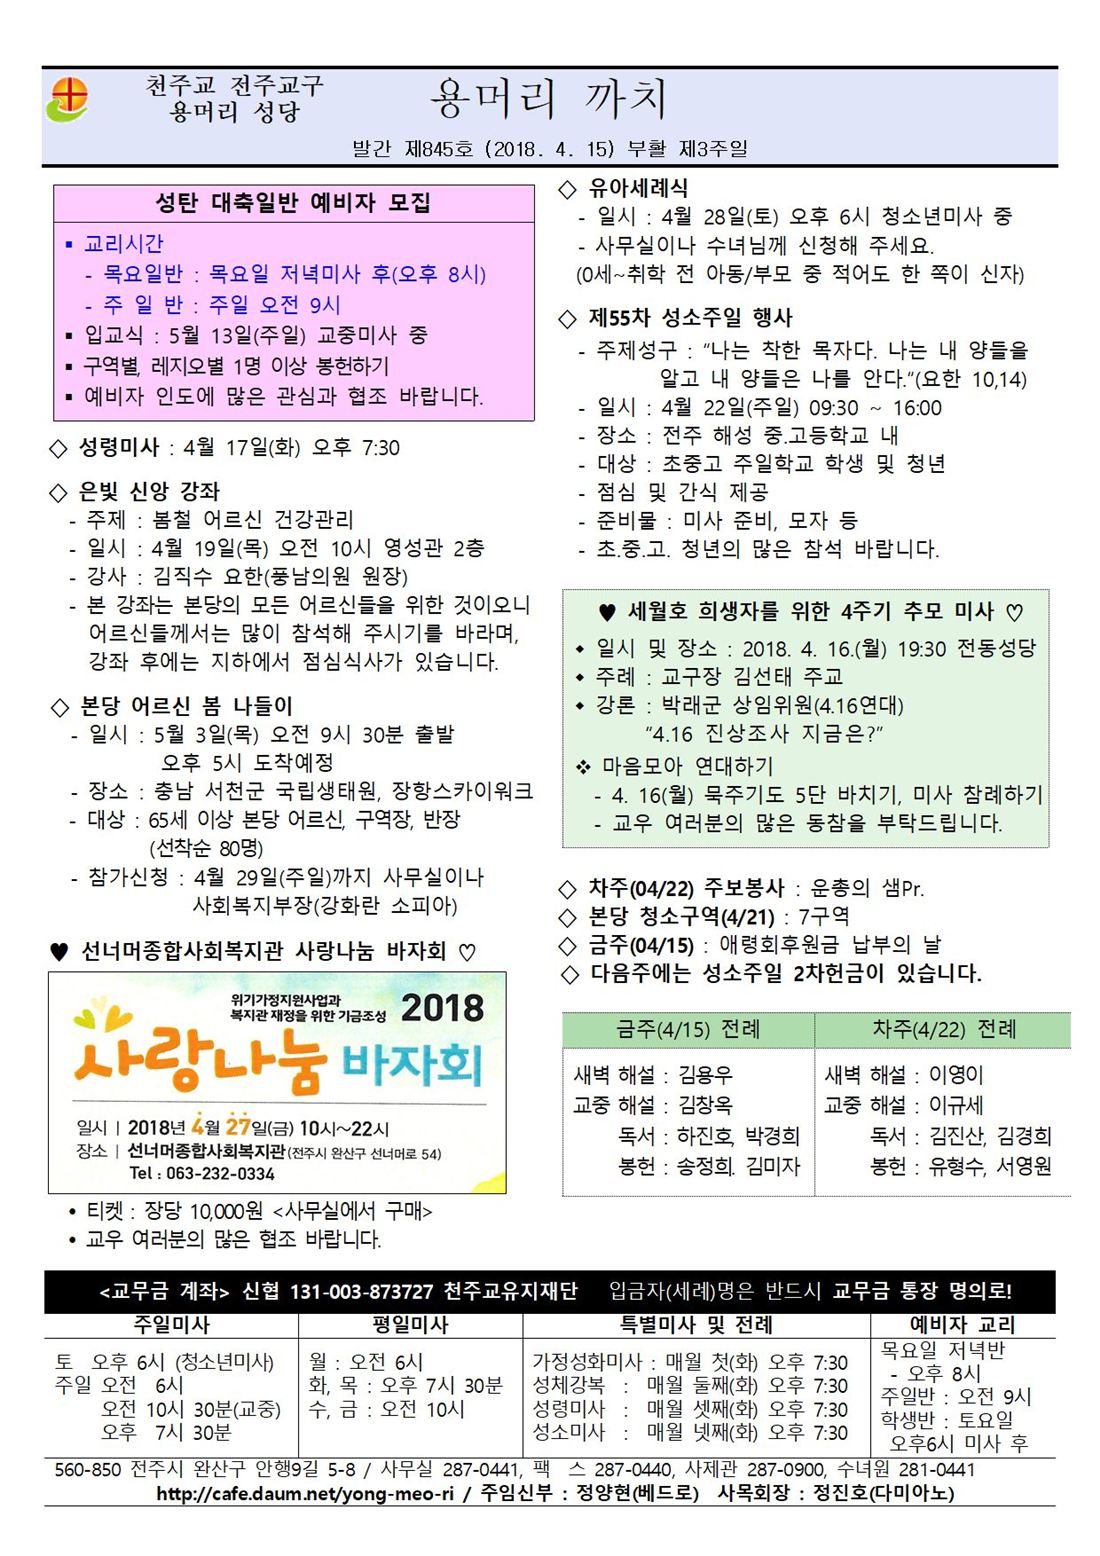 천주교 전주교구
용머리 성당
용머리 까치
발간 제845호 (2018. 4. 15) 부활 제3주일
성탄 대축일반 예비자 모집
▪ 교리시간
- 목요일반 : 목요일 저녁미사 후(오후 8시)
- 주 일 반 : 주일 오전 9시
▪ 입교식 : 5월 13일(주일) 교중미사 중
▪ 구역별, 레지오별 1명 이상 봉헌하기
▪ 예비자 인도에 많은 관심과 협조 바랍니다.
◇ 성령미사 : 4월 17일(화) 오후 7:30
◇ 은빛 신앙 강좌
- 주제 : 봄철 어르신 건강관리
- 일시 : 4월 19일(목) 오전 10시 영성관 2층
- 강사 : 김직수 요한(풍남의원 원장)
- 본 강좌는 본당의 모든 어르신들을 위한 것이오니
어르신들께서는 많이 참석해 주시기를 바라며,
강좌 후에는 지하에서 점심식사가 있습니다.
◇ 본당 어르신 봄 나들이
- 일시 : 5월 3일(목) 오전 9시 30분 출발
오후 5시 도착예정
- 장소 : 충남 서천군 국립생태원, 장항스카이워크
- 대상 : 65세 이상 본당 어르신, 구역장, 반장
(선착순 80명)
- 참가신청 : 4월 29일(주일)까지 사무실이나
사회복지부장(강화란 소피아)
♥ 선너머종합사회복지관 사랑나눔 바자회 ♡
위기가정지원사업과
복지관 재정을 위한 기금조성 2018
사랑나눔 바자회
일시 | 2018년 4월 27일(금) 10시~22시
장소 | 선너머종합사회복지관(전주시 완산구 선너머로 54)
Tel : 063-232-0334
• 티켓 : 장당 10,000원 <사무실에서 구매>
• 교우 여러분의 많은 협조 바랍니다.
◇ 유아세례식
- 일시 : 4월 28일(토) 오후 6시 청소년미사 중
- 사무실이나 수녀님께 신청해 주세요.
(0세~취학 전 아동/부모 중 적어도 한 쪽이 신자)
◇ 제55차 성소주일 행사
- 주제성구 : “나는 착한 목자다. 나는 내 양들을
알고 내 양들은 나를 안다.”(요한 10,14)
- 일시 : 4월 22일(주일) 09:30 ~ 16:00
- 장소 : 전주 해성 중.고등학교 내
- 대상 : 초중고 주일학교 학생 및 청년
- 점심 및 간식 제공
- 준비물 : 미사 준비, 모자 등
- 초.중.고. 청년의 많은 참석 바랍니다.
♥ 세월호 희생자를 위한 4주기 추모 미사 ♡
◆ 일시 및 장소 : 2018. 4. 16.(월) 19:30 전동성당
◆ 주례 : 교구장 김선태 주교
◆ 강론 : 박래군 상임위원(4.16연대)
“4.16 진상조사 지금은?”
❖ 마음모아 연대하기
- 4. 16(월) 묵주기도 5단 바치기, 미사 참례하기
- 교우 여러분의 많은 동참을 부탁드립니다.
◇ 차주(04/22) 주보봉사 : 윤총의 샘Pr.
◇ 본당 청소구역(4/21) : 7구역
◇ 금주(04/15) : 애령회후원금 납부의 날
◇ 다음주에는 성소주일 2차헌금이 있습니다.
금주(4/15) 전례 차주(4/22) 전례
새벽 해설 : 김용우 새벽 해설 : 이영이
교중 해설 : 김창옥 교중 해설 : 이규세
독서 : 하진호, 박경희 독서 : 김진산, 김경희
봉헌 : 송정희. 김미자 봉헌 : 유형수, 서영원
<교무금 계좌> 신협 131-003-873727 천주교유지재단 입금자(세례)명은 반드시 교무금 통장 명의로!
주일미사 평일미사 특별미사 및 전례 예비자 교리
토 오후 6시 (청소년미사)
주일 오전 6시
오전 10시 30분(교중)
오후 7시 30분
월 : 오전 6시
화, 목 : 오후 7시 30분
수, 금 : 오전 10시
가정성화미사 : 매월 첫(화) 오후 7:30
성체강복 : 매월 둘째(화) 오후 7:30
성령미사 : 매월 셋째(화) 오후 7:30
성소미사 : 매월 넷째(화) 오후 7:30
목요일 저녁반
- 오후 8시
주일반 : 오전 9시
학생반 : 토요일
오후6시 미사 후
560-850 전주시 완산구 안행9길 5-8 / 사무실 287-0441, 팩 스 287-0440, 사제관 287-0900, 수녀원 281-0441
http://cafe.daum.net/yong-meo-ri / 주임신부 : 정양현(베드로) 사목회장 : 정진호(다미아노)